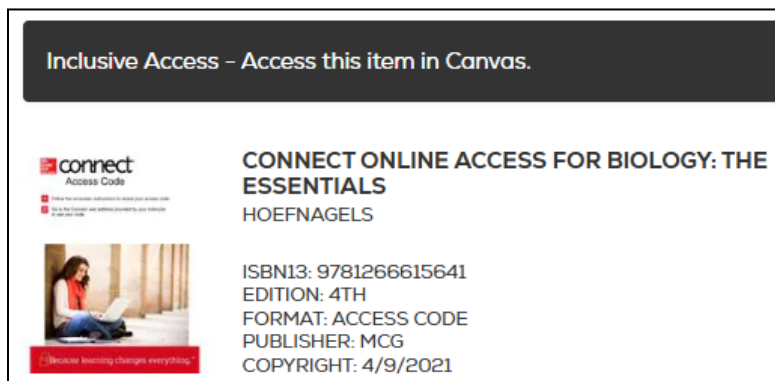 Inclusive Access - Access this item in Canvas.
connect
Access Code
CONNECT ONLINE ACCESS FOR BIOLOGY: THE
ESSENTIALS
HOEFNAGELS
ISBN13: 9781266615641
EDITION: 4TH
FORMAT: ACCESS CODE
PUBLISHER: MCG
COPYRIGHT: 4/9/2021
Because learning changes everything.